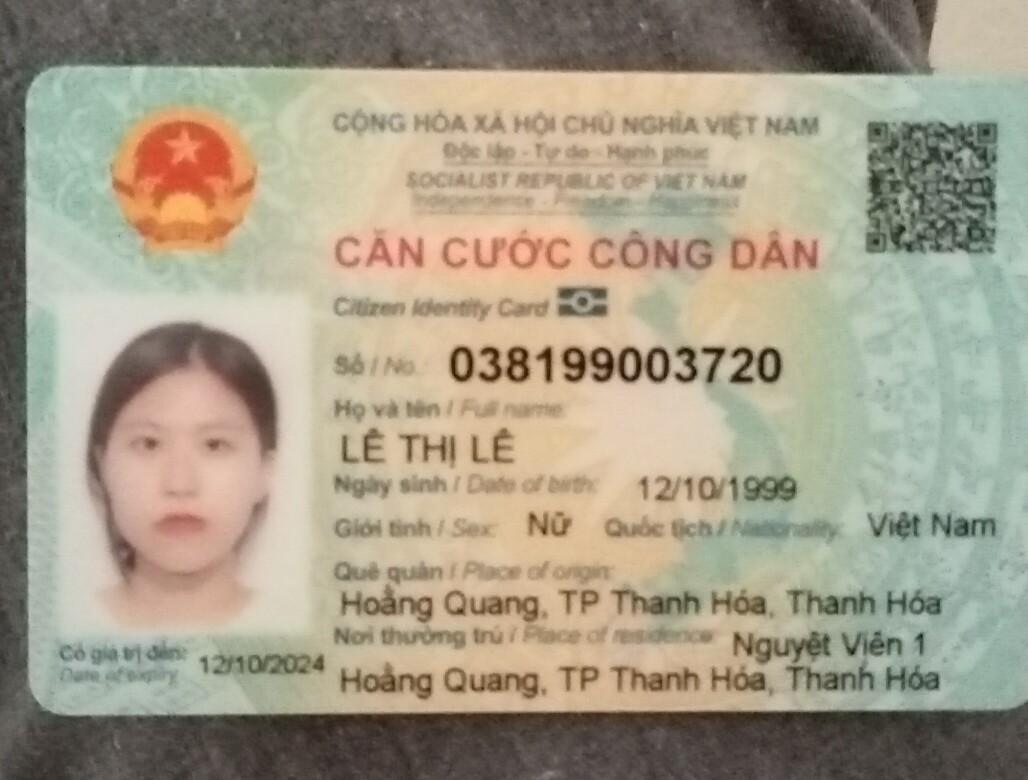 CỘNG HÒA XÃ HỘI CHỦ NGHĨA VIỆT NAM
Độc lập - Tự do - Hạnh phúc
SOCIALIST REPUBLIC OF VIET NAM
Independence - Freedom - Happiness
CĂN CƯỚC CÔNG DÂN
Citizen Identity Card
Số / No.: 038199003720
Họ và tên / Full name:
LÊ THỊ LÊ
Ngày sinh / Date of birth: 12/10/1999
Giới tính / Sex: Nữ Quốc tịch / Nationality: Việt Nam
Quê quán / Place of origin:
Hoằng Quang, TP Thanh Hóa, Thanh Hóa
Nơi thường trú / Place of residence: Nguyệt Viên 1
Hoằng Quang, TP Thanh Hóa, Thanh Hóa
Có giá trị đến: 12/10/2024
Date of expiry